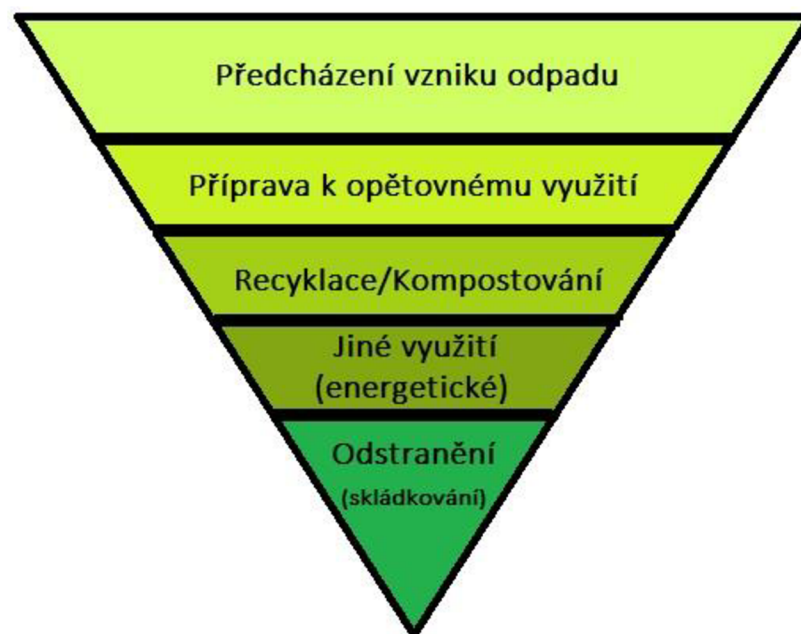 Předcházení vzniku odpadu
Příprava k opětovnému využití
Recyklace/Kompostování
Jiné využití
(energetické)
Odstranění
(skládkování)